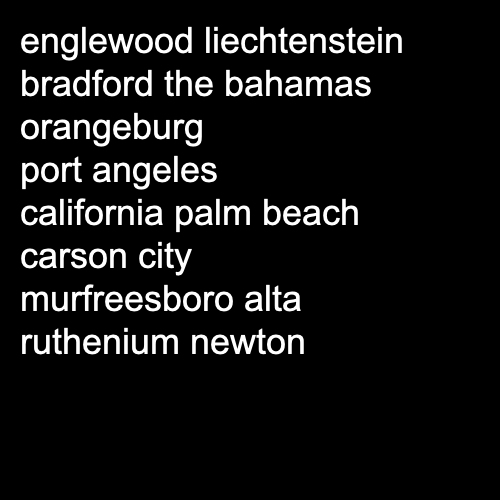 englewood liechtenstein
bradford the bahamas
orangeburg
port angeles
california palm beach
carson city
murfreesboro alta
ruthenium newton